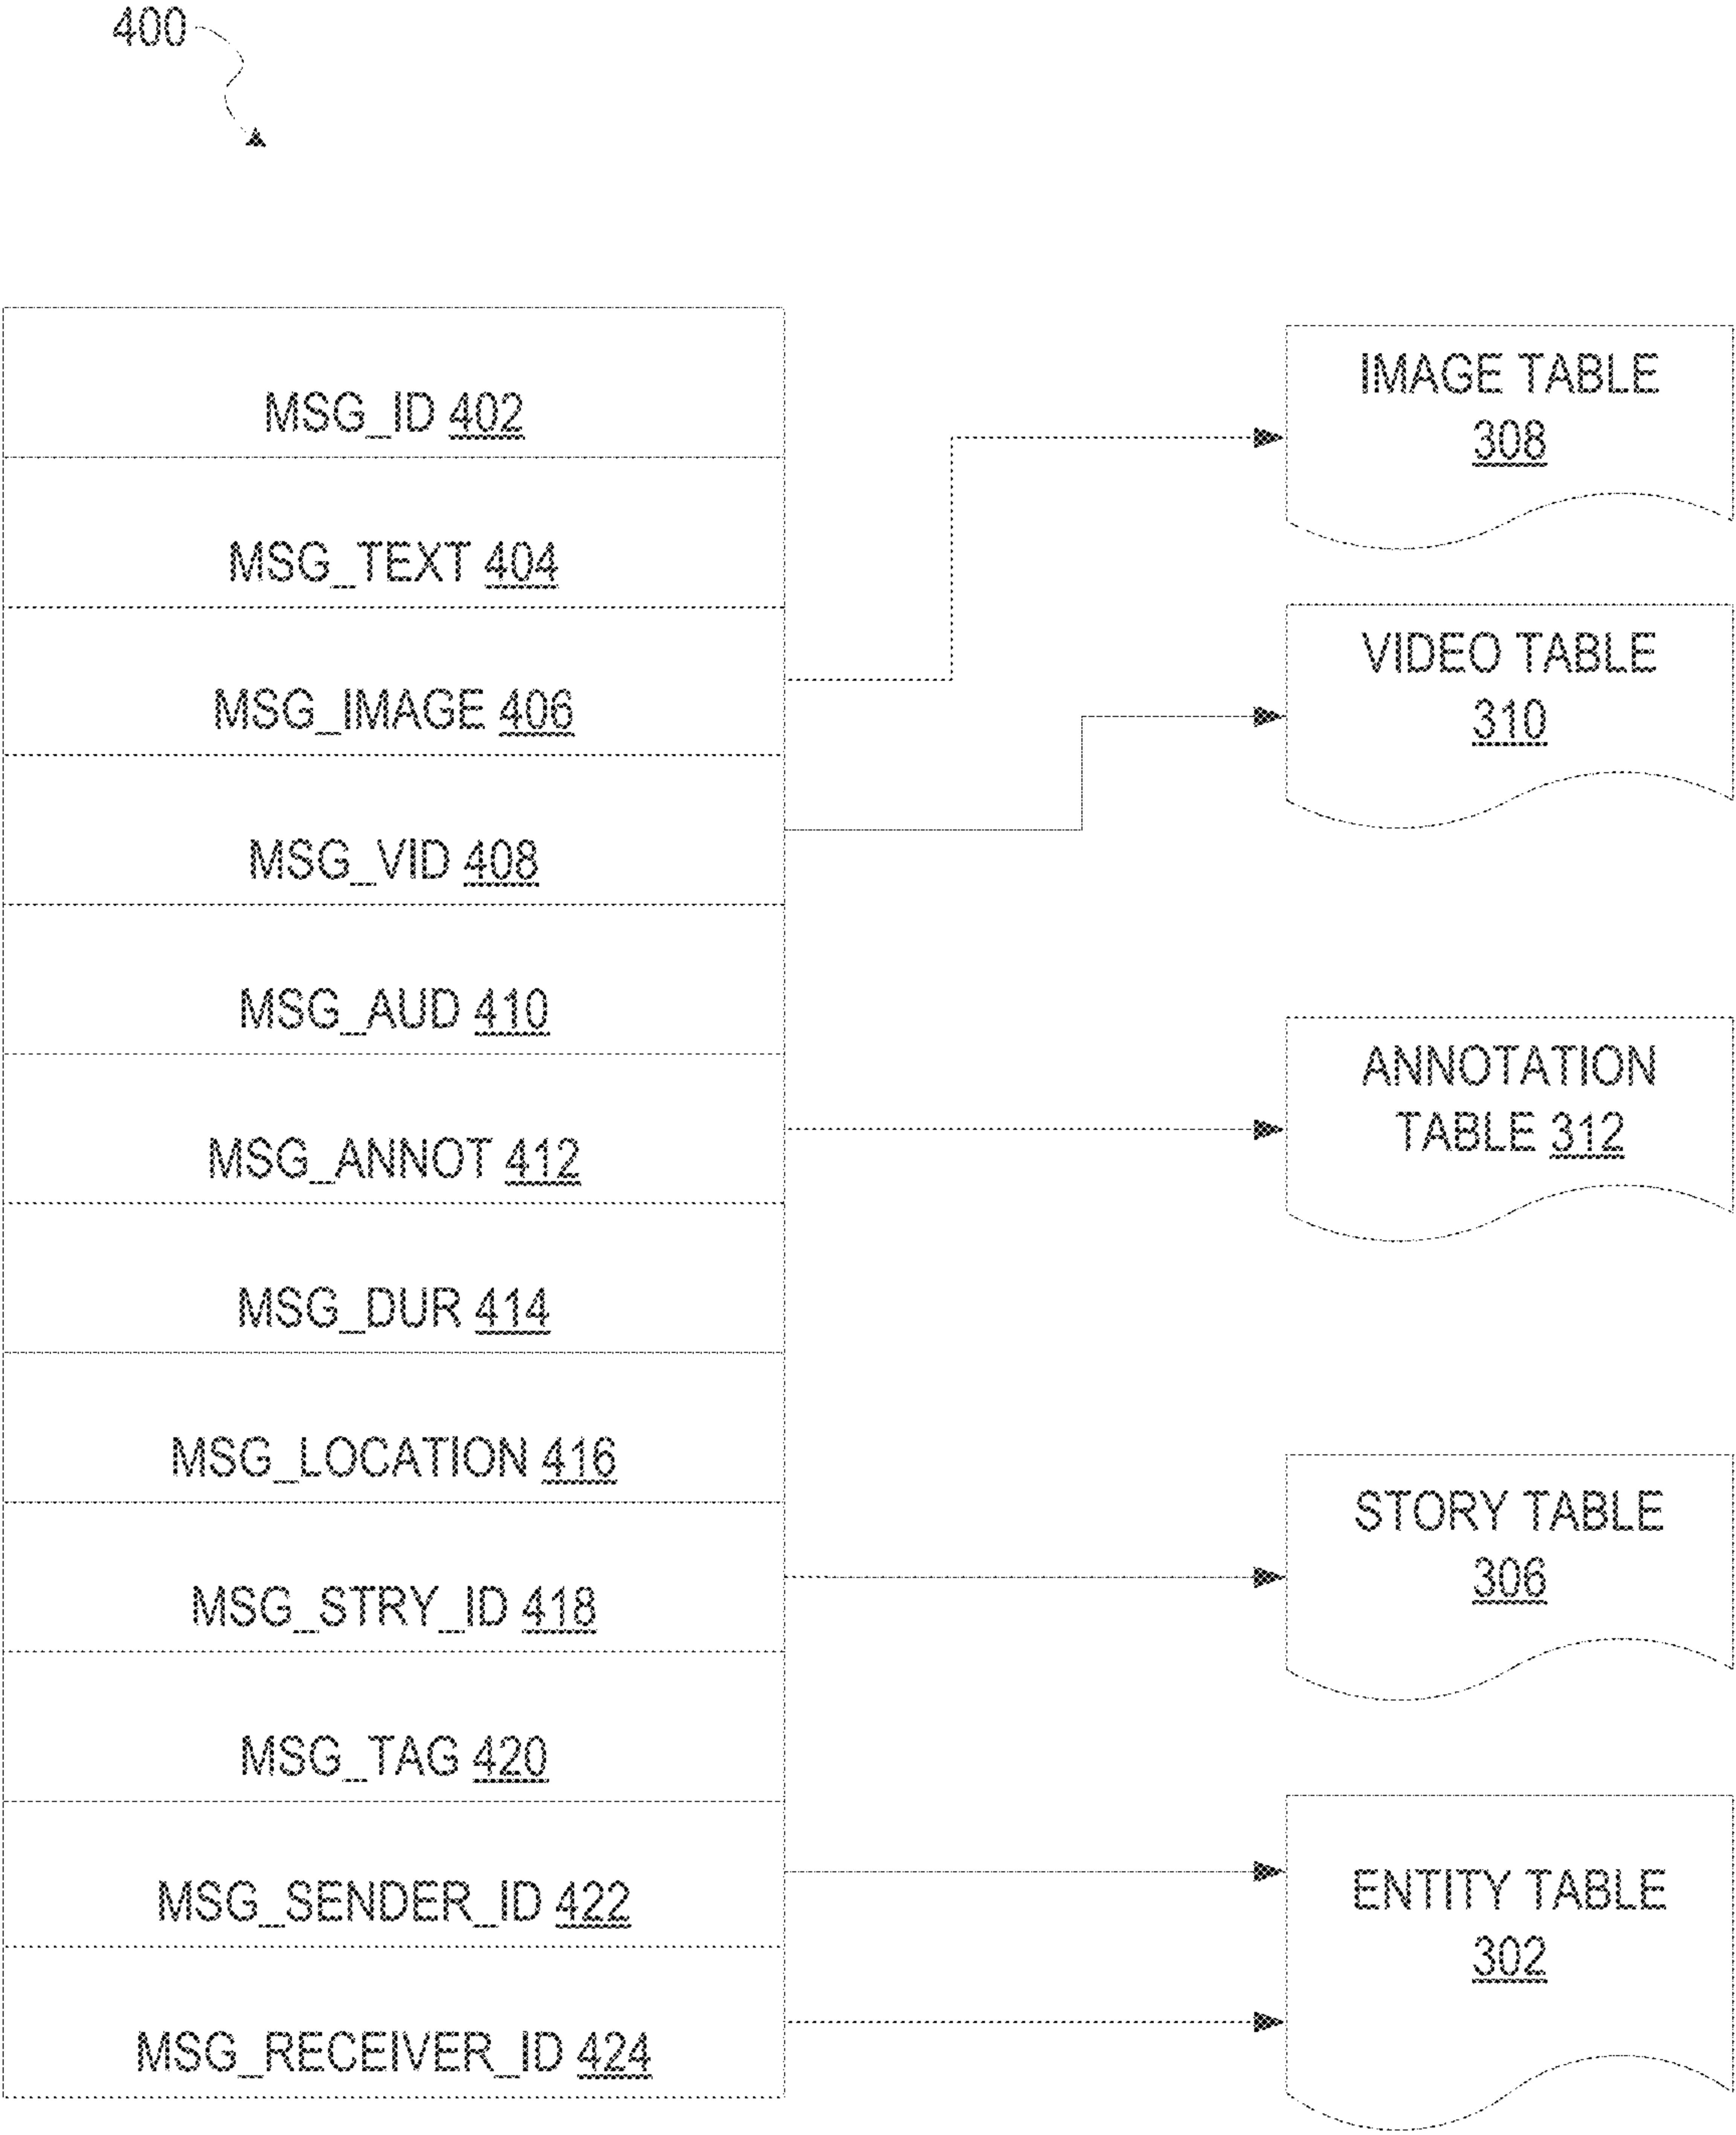 400
MSG_ID 402
MSG_TEXT 404
MSG_IMAGE 406
MSG_VID 408
MSG_AUD 410
MSG_ANNOT 412
MSG_DUR 414
MSG_LOCATION 416
MSG_STRY_ID 418
MSG_TAG 420
MSG_SENDER_ID 422
MSG_RECEIVER_ID 424
IMAGE TABLE
308
VIDEO TABLE
310
ANNOTATION
TABLE 312
STORY TABLE
306
ENTITY TABLE
302